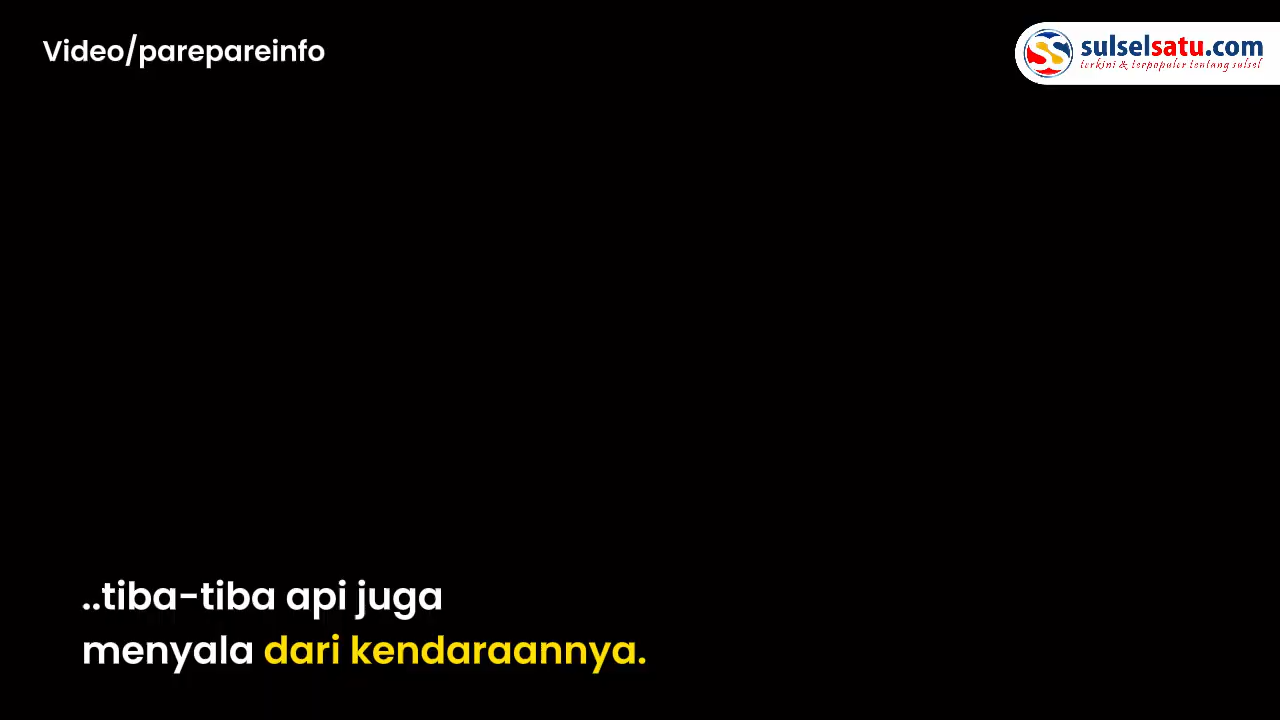 Video/parepareinfo
sulselsatu.com
terkini & terpopuler tentang sulsel
..tiba-tiba api juga
menyala dari kendaraannya.